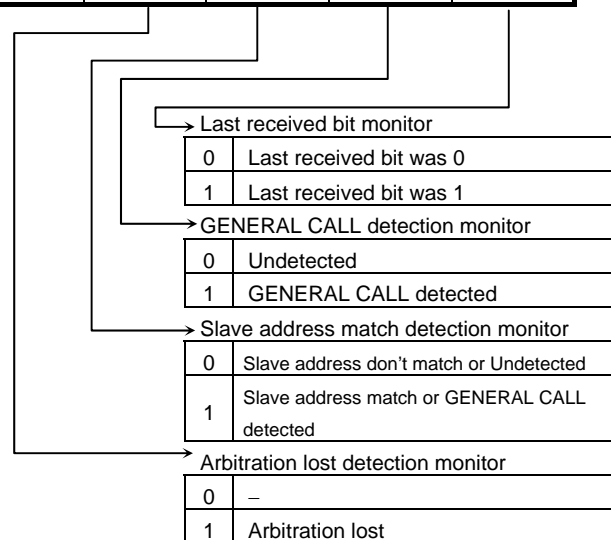 Last received bit monitor
0 Last received bit was 0
1 Last received bit was 1
GENERAL CALL detection monitor
0 Undetected
1 GENERAL CALL detected
Slave address match detection monitor
0 Slave address don't match or Undetected
1 Slave address match or GENERAL CALL
detected
Arbitration lost detection monitor
0 –
1 Arbitration lost